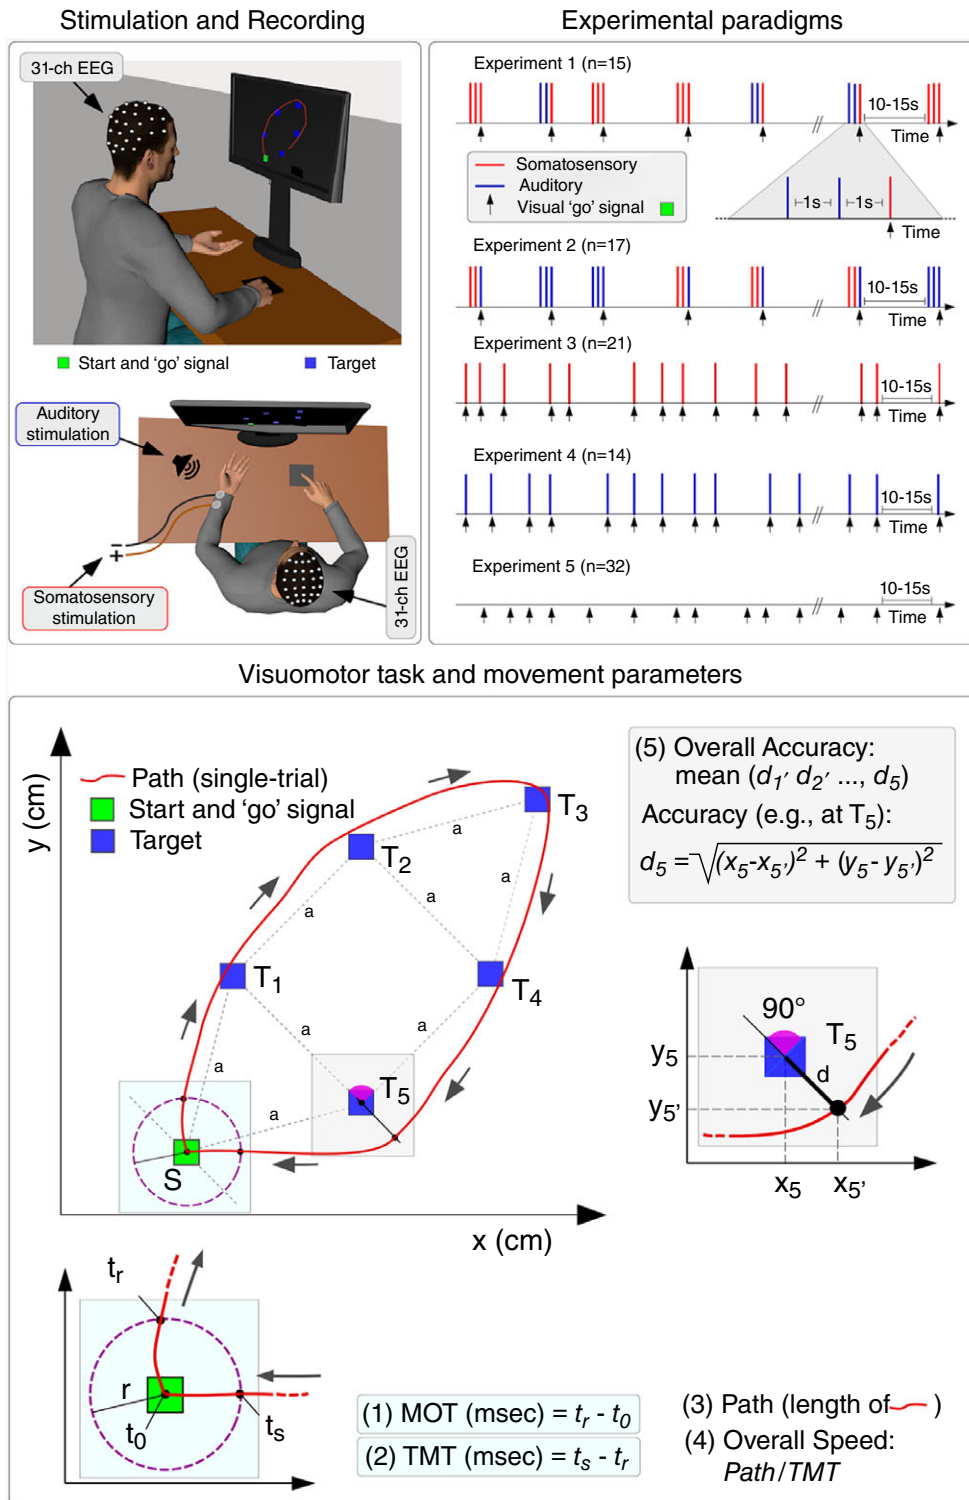 Stimulation and Recording
31-ch EEG
Start and ‘go’ signal
Target
Auditory
stimulation
−
+
Somatosensory
stimulation
31-ch EEG
Experimental paradigms
Experiment 1 (n=15)
10-15s
Time
Somatosensory
Auditory
Visual ‘go’ signal
1s
1s
Time
Experiment 2 (n=17)
10-15s
Time
Experiment 3 (n=21)
10-15s
Time
Experiment 4 (n=14)
10-15s
Time
Experiment 5 (n=32)
10-15s
Time
Visuomotor task and movement parameters
y (cm)
Path (single-trial)
Start and ‘go’ signal
Target
T3
a
T2
a
a
a
T1
T4
a
a
a
T5
a
S
x (cm)
(5) Overall Accuracy:
mean (d1, d2, ..., d5)
Accuracy (e.g., at T5):
d5 = √(x5-x5')2 + (y5- y5')2
90°
T5
y5
d
y5'
x5
x5'
tr
r
t0
ts
(1) MOT (msec) = tr - t0
(2) TMT (msec) = ts - tr
(3) Path (length of )
(4) Overall Speed:
Path/TMT